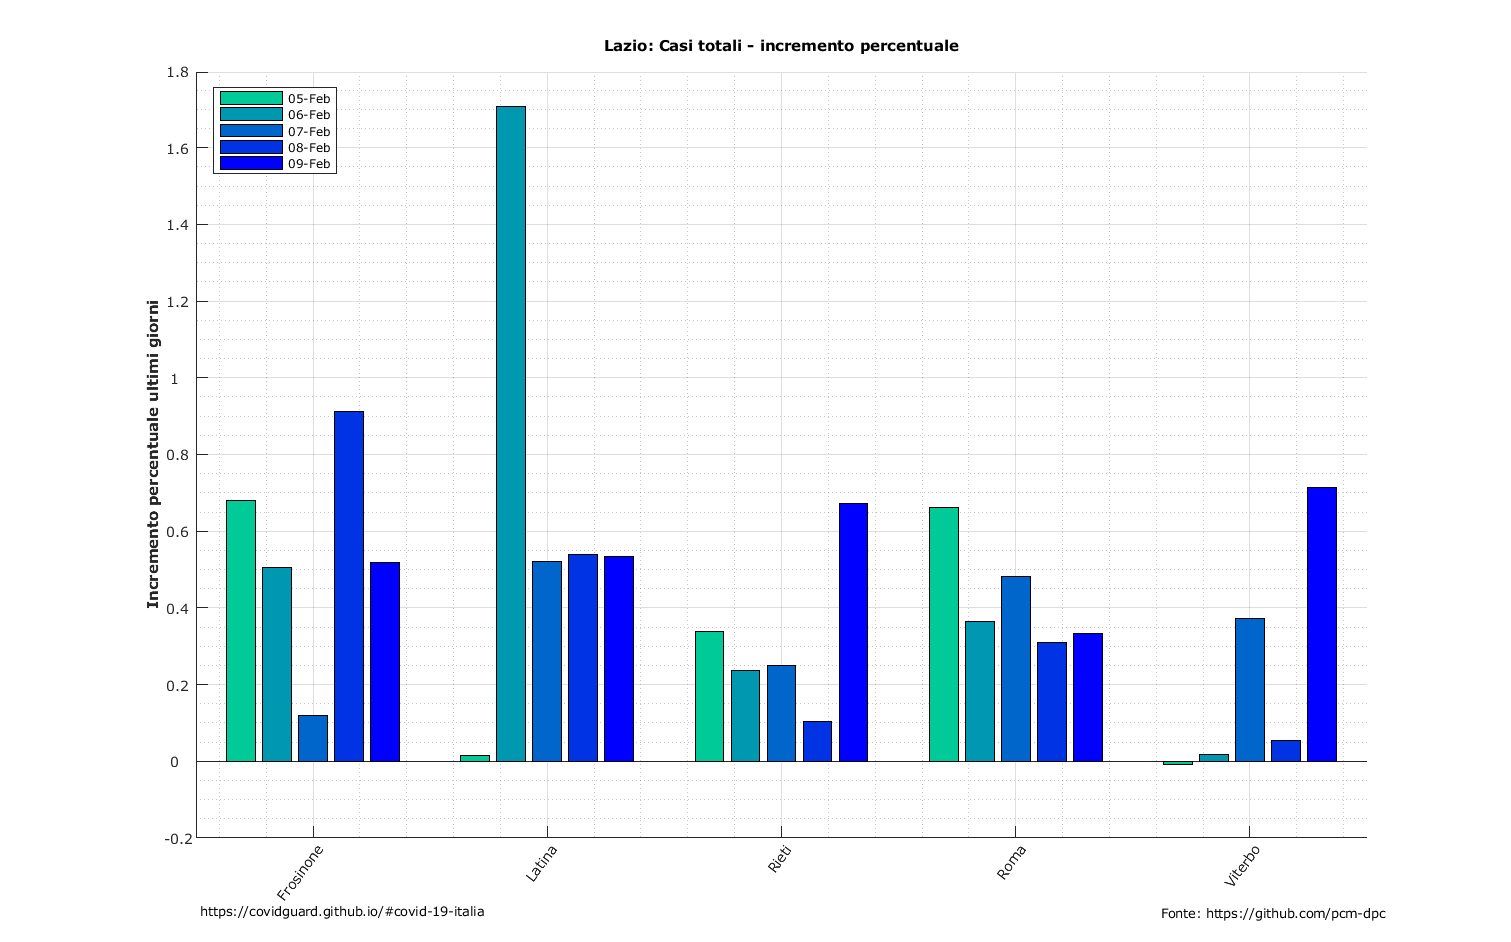 Lazio: Casi totali - incremento percentuale
1.8
1.6
1.4
1.2
1
0.8
0.6
0.4
0.2
0
-0.2
Incremento percentuale ultimi giorni
05-Feb
06-Feb
07-Feb
08-Feb
09-Feb
Frosinone
Latina
Rieti
Roma
Viterbo
https://covidguard.github.io/#covid-19-italia
Fonte: https://github.com/pcm-dpc